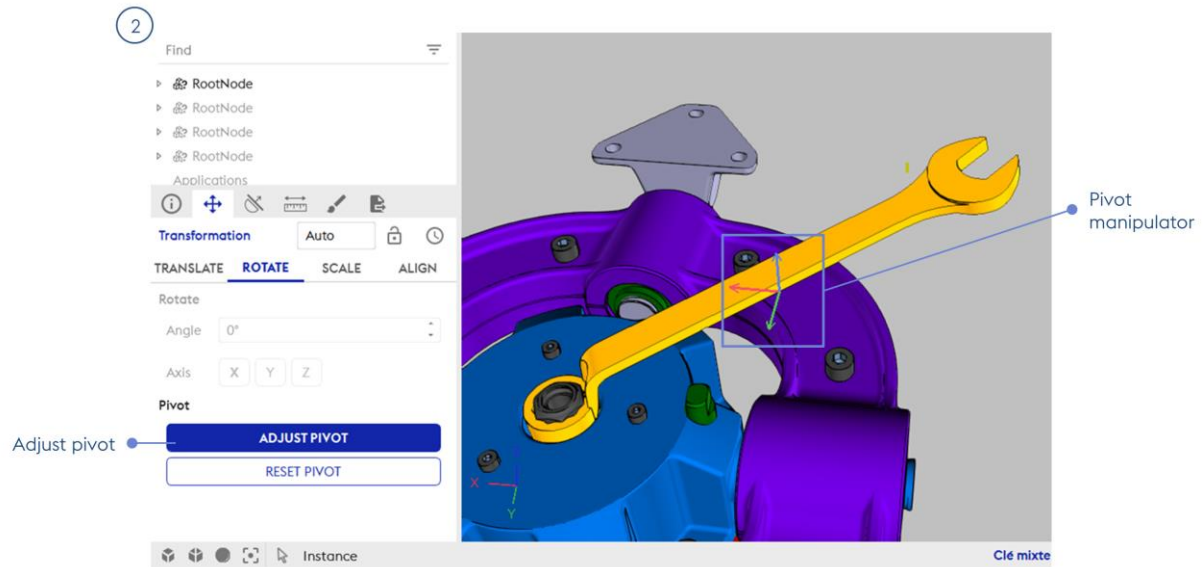 2
Find
RootNode
RootNode
RootNode
RootNode
Applications
Transformation Auto
TRANSLATE ROTATE SCALE ALIGN
Rotate
Angle 0°
Axis X Y Z
Pivot
Adjust pivot
ADJUST PIVOT
RESET PIVOT
Pivot
manipulator
X
Y
Instance
Clé mixte